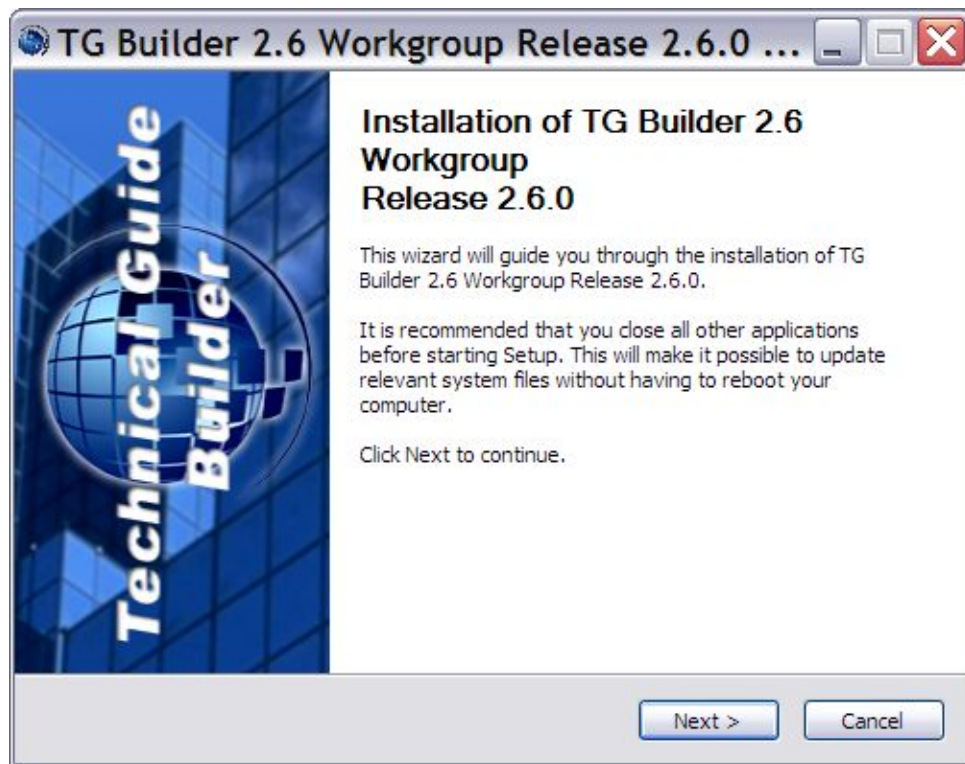 TG Builder 2.6 Workgroup Release 2.6.0 ...
Technical Guide
Builder
Installation of TG Builder 2.6
Workgroup
Release 2.6.0
This wizard will guide you through the installation of TG
Builder 2.6 Workgroup Release 2.6.0.
It is recommended that you close all other applications
before starting Setup. This will make it possible to update
relevant system files without having to reboot your
computer.
Click Next to continue.
Next >
Cancel